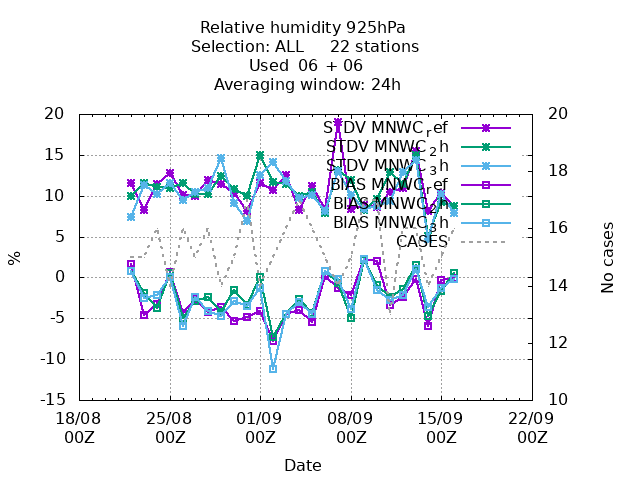 Relative humidity 925hPa
Selection: ALL 22 stations
Used 06 + 06
Averaging window: 24h
20 20
STDV MNWC_ref
STDV MNWC_2h
STDV MNWC_3h
BIAS MNWC_ref
BIAS MNWC_2h
BIAS MNWC_3h
CASES
15
18
10
5
16
%
No cases
0
14
-5
12
-10
-15 10
18/08 25/08 01/09 08/09 15/09 22/09
00Z 00Z 00Z 00Z 00Z 00Z
Date